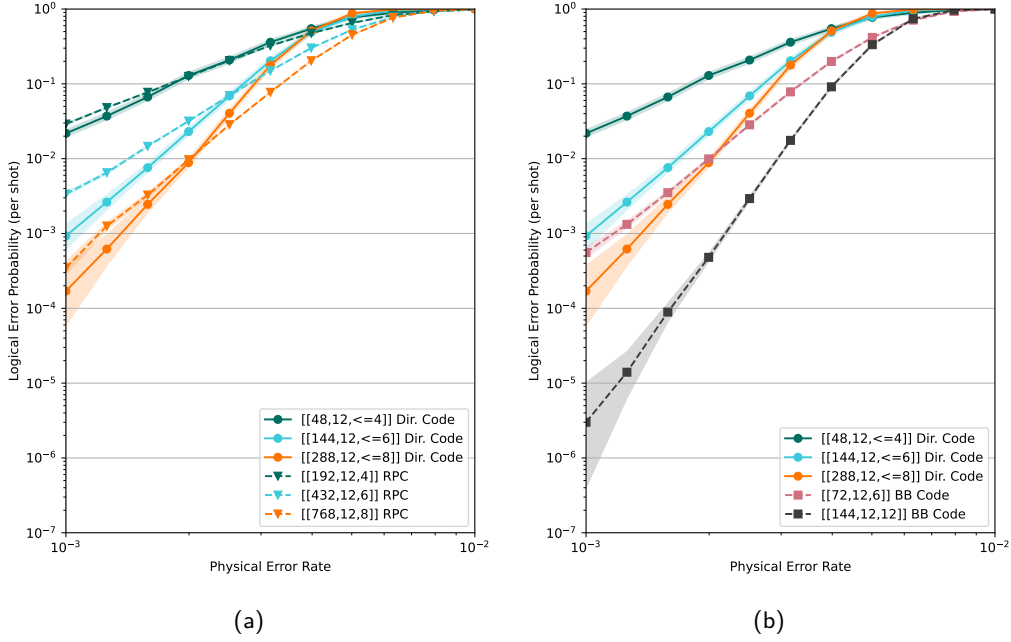 10⁰
10⁻¹
10⁻²
10⁻³
10⁻⁴
10⁻⁵
10⁻⁶
10⁻⁷
Logical Error Probability (per shot)
[[48,12,<=4]] Dir. Code
[[144,12,<=6]] Dir. Code
[[288,12,<=8]] Dir. Code
[[192,12,4]] RPC
[[432,12,6]] RPC
[[768,12,8]] RPC
10⁻³
10⁻²
Physical Error Rate
(a)
10⁰
10⁻¹
10⁻²
10⁻³
10⁻⁴
10⁻⁵
10⁻⁶
10⁻⁷
Logical Error Probability (per shot)
[[48,12,<=4]] Dir. Code
[[144,12,<=6]] Dir. Code
[[288,12,<=8]] Dir. Code
[[72,12,6]] BB Code
[[144,12,12]] BB Code
10⁻³
10⁻²
Physical Error Rate
(b)